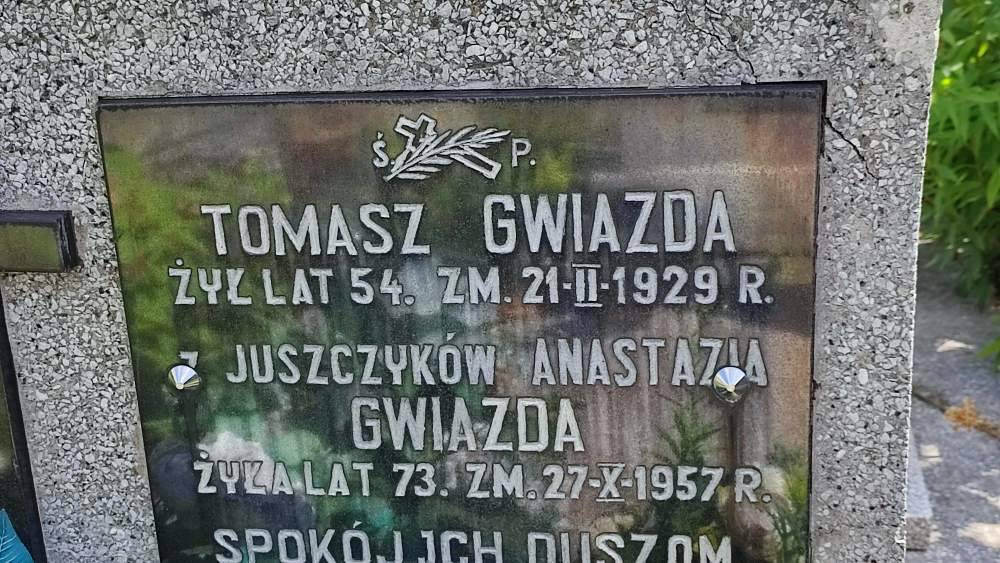 Ś. P.
TOMASZ GWIAZDA
ŻYŁ LAT 54. ZM. 21-II-1929 R.
Z JUSZCZYKÓW ANASTAZJA
GWIAZDA
ŻYŁA LAT 73. ZM. 27-X-1957 R.
SPOKÓJ ICH DUSZOM